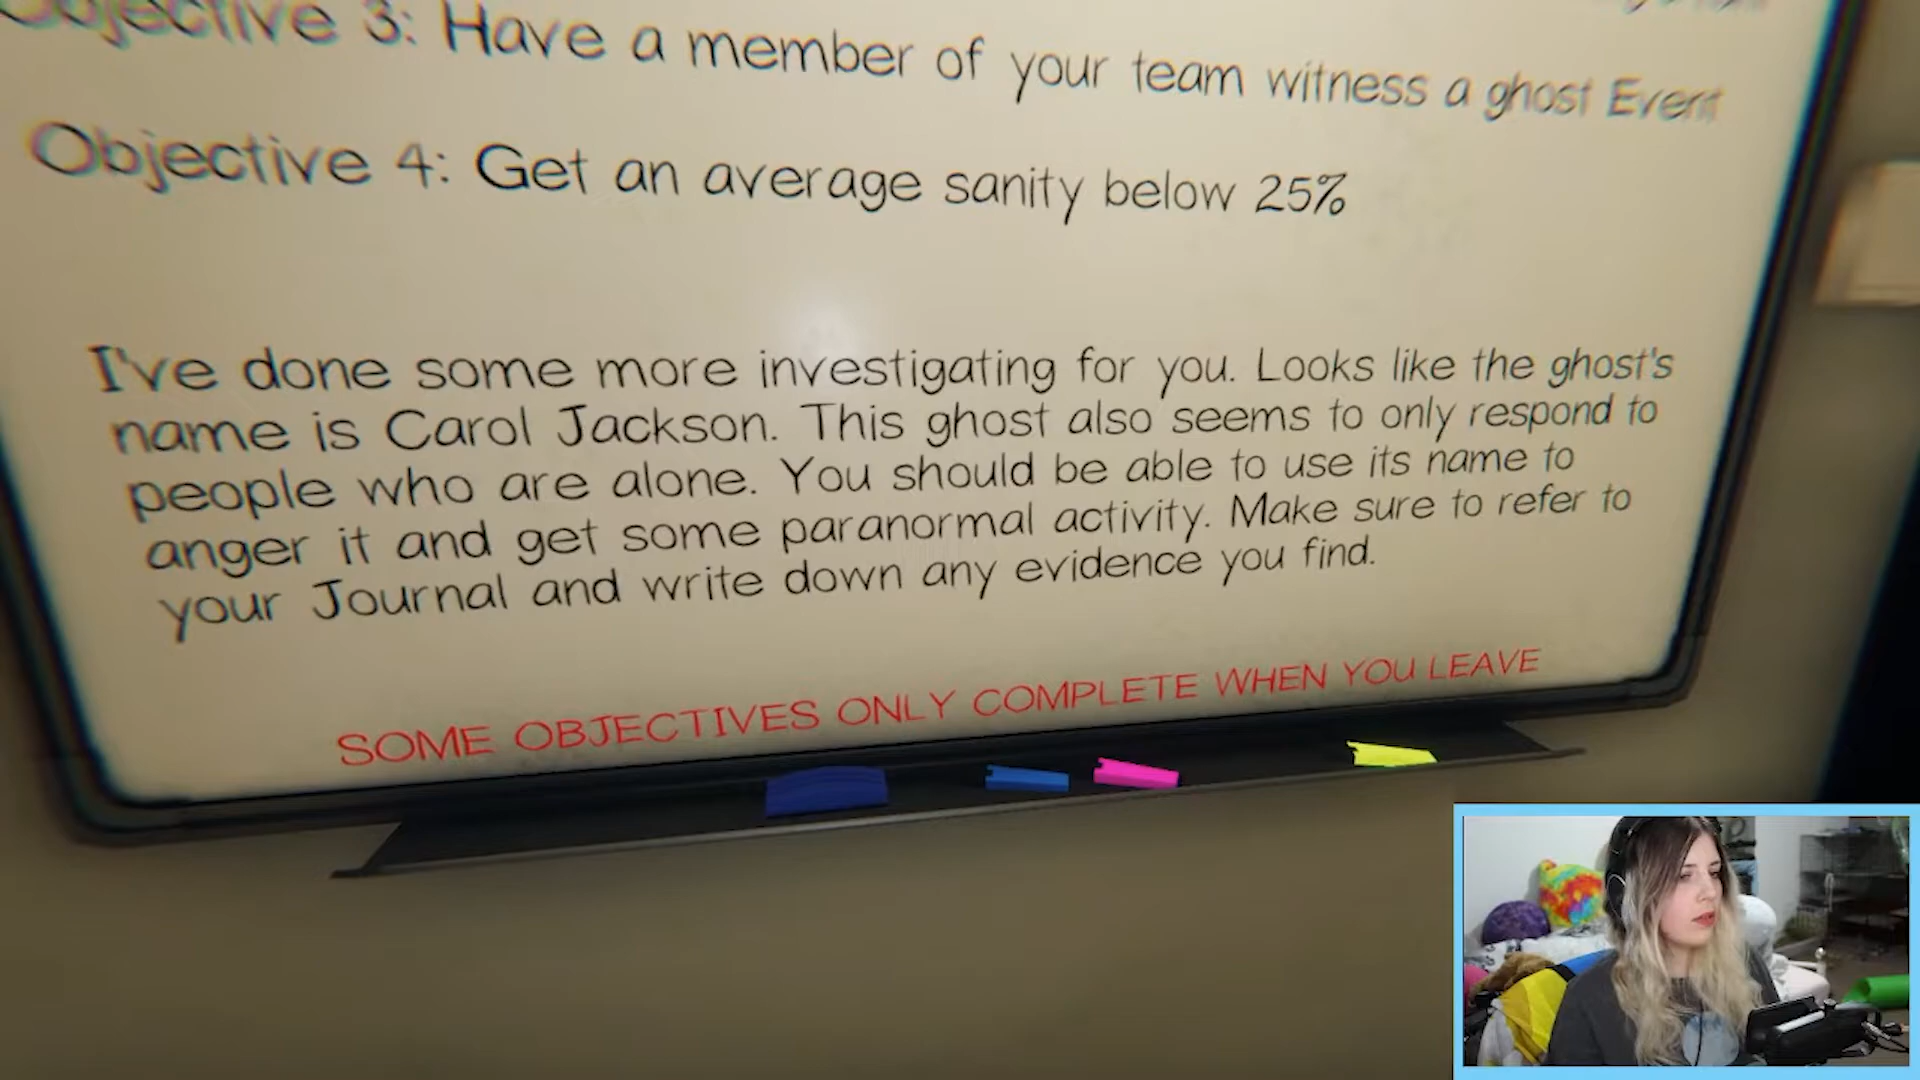 Objective 3: Have a member of your team witness a ghost Event
Objective 4: Get an average sanity below 25%
I've done some more investigating for you. Looks like the ghost's
name is Carol Jackson. This ghost also seems to only respond to
people who are alone. You should be able to use its name to
anger it and get some paranormal activity. Make sure to refer to
your Journal and write down any evidence you find.
SOME OBJECTIVES ONLY COMPLETE WHEN YOU LEAVE